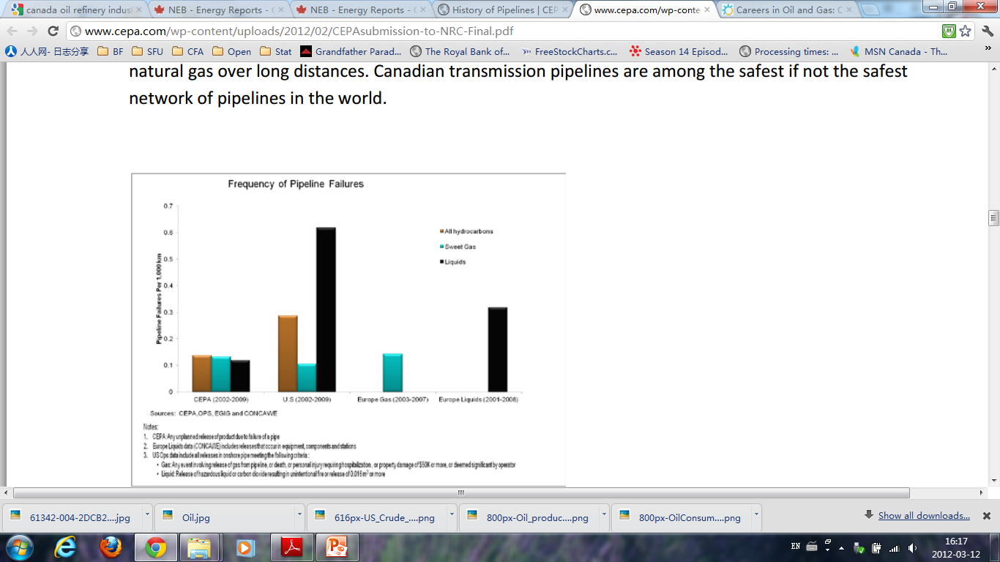 canada oil refinery indust
NEB - Energy Reports - C
NEB - Energy Reports - C
History of Pipelines | CEP
www.cepa.com/wp-conte
Careers in Oil and Gas: C
www.cepa.com/wp-content/uploads/2012/02/CEPAsubmission-to-NRC-Final.pdf
人人网- 日志分享 BF SFU CFA Open Stat Grandfather Parad... The Royal Bank of... FreeStockCharts.c... Season 14 Episod... Processing times: ... MSN Canada - Th... »
natural gas over long distances. Canadian transmission pipelines are among the safest if not the safest
network of pipelines in the world.
Frequency of Pipeline Failures
Pipeline Failures Per 1,000 km
0.7
0.6
0.5
0.4
0.3
0.2
0.1
0
All hydrocarbons
Sweet Gas
Liquids
CEPA (2002-2009) U.S (2002-2009) Europe Gas (2003-2007) Europe Liquids (2001-2008)
Sources: CEPA,OPS, EGIG and CONCAWE
Notes:
1. CEPA: Any unplanned release of product due to failure of a pipe
2. Europe Liquids data (CONCAWE) includes releases that occur in equipment, components and stations
3. US Ops data include all releases in onshore pipe meeting the following criteria :
• Gas: Any event involving release of gas from pipeline, or death, or personal injury requiring hospitalization , or property damage of $50K or more, or deemed significant by operator
• Liquid: Release of hazardous liquid or carbon dioxide resulting in unintentional fire or release of 0.016 m³ or more
61342-004-2DCB2....jpg Oil.jpg 616px-US_Crude_....png 800px-Oil_produc....png 800px-OilConsum....png Show all downloads...
EN
16:17
2012-03-12